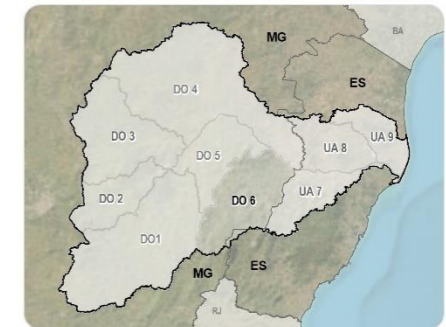 MG
BA
ES
DO 4
DO 3
UA 9
UA 8
DO 5
UA 7
DO 2
DO 6
DO1
ES
MG
RJ